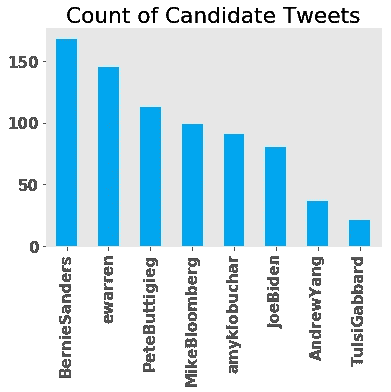 Count of Candidate Tweets
150
100
50
0
BernieSanders
ewarren
PeteButtigieg
MikeBloomberg
amyklobuchar
JoeBiden
AndrewYang
TulsiGabbard